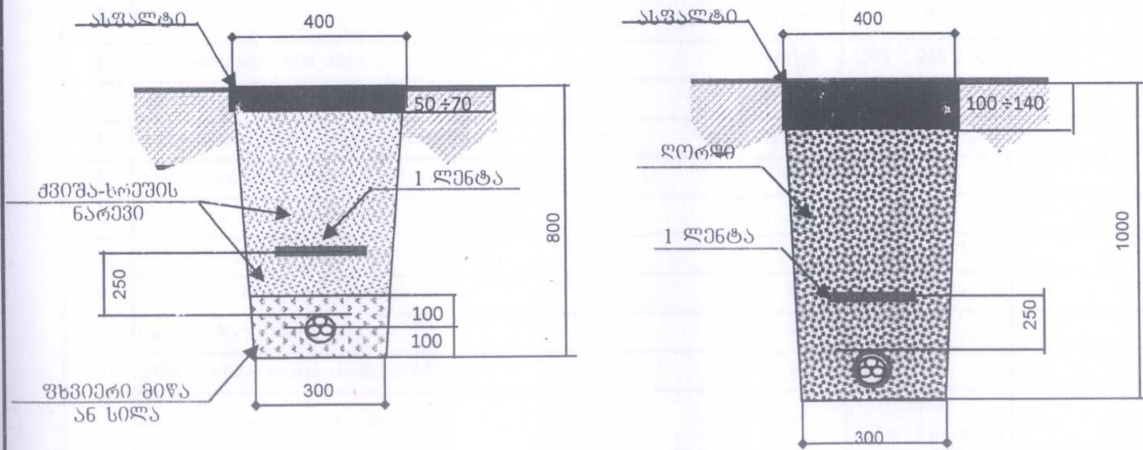 ასფალტი
400
50 ÷70
ქვიშა-ხრეშის
ნარევი
1 ლენტა
800
250
100
100
ფხვიერი მიწა
ან სილა
300
ასფალტი
400
100 ÷140
ღორღი
1 ლენტა
1000
250
300